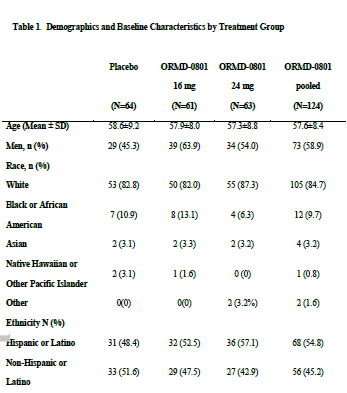 Table 1. Demographics and Baseline Characteristics by Treatment Group
Placebo ORMD-0801 ORMD-0801 ORMD-0801
16 mg 24 mg pooled
(N=64) (N=61) (N=63) (N=124)
Age (Mean ± SD) 58.6±9.2 57.9±8.0 57.3±8.8 57.6±8.4
Men, n (%) 29 (45.3) 39 (63.9) 34 (54.0) 73 (58.9)
Race, n (%)
White 53 (82.8) 50 (82.0) 55 (87.3) 105 (84.7)
Black or African
American 7 (10.9) 8 (13.1) 4 (6.3) 12 (9.7)
Asian 2 (3.1) 2 (3.3) 2 (3.2) 4 (3.2)
Native Hawaiian or
Other Pacific Islander 2 (3.1) 1 (1.6) 0 (0) 1 (0.8)
Other 0(0) 0(0) 2 (3.2%) 2 (1.6)
Ethnicity N (%)
Hispanic or Latino 31 (48.4) 32 (52.5) 36 (57.1) 68 (54.8)
Non-Hispanic or
Latino 33 (51.6) 29 (47.5) 27 (42.9) 56 (45.2)